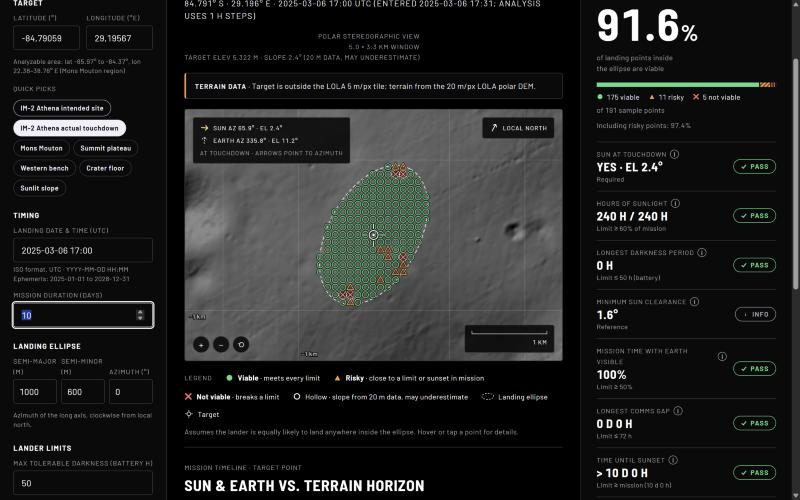 TARGET
LATITUDE (°)
LONGITUDE (°E)
-84.79059
29.19567
Analyzable area: lat -85.97° to -84.37°, lon
22.38–38.76° E (Mons Mouton region)
QUICK PICKS
IM-2 Athena intended site
IM-2 Athena actual touchdown
Mons Mouton
Summit plateau
Western bench
Crater floor
Sunlit slope
TIMING
LANDING DATE & TIME (UTC)
2025-03-06 17:00
ISO format, UTC · YYYY-MM-DD HH:MM
Ephemeris: 2025-01-01 to 2028-12-31
MISSION DURATION (DAYS)
10
LANDING ELLIPSE
SEMI-MAJOR (M)
SEMI-MINOR (M)
AZIMUTH (°)
1000
600
0
Azimuth of the long axis, clockwise from local
north.
LANDER LIMITS
MAX TOLERABLE DARKNESS (BATTERY H)
50
84.791° S · 29.196° E · 2025-03-06 17:00 UTC (ENTERED 2025-03-06 17:31; ANALYSIS
USES 1 H STEPS)
POLAR STEREOGRAPHIC VIEW
5.0 × 3.3 KM WINDOW
TARGET ELEV 5,322 M · SLOPE 2.4° (20 M DATA, MAY UNDERESTIMATE)
TERRAIN DATA · Target is outside the LOLA 5 m/px tile; terrain from the 20 m/px LOLA polar DEM.
SUN AZ 65.9° · EL 2.4°
EARTH AZ 335.8° · EL 11.2°
AT TOUCHDOWN · ARROWS POINT TO AZIMUTH
LOCAL NORTH
−1 km
−1 km
1 KM
LEGEND
Viable · meets every limit
Risky · close to a limit or sunset in mission
Not viable · breaks a limit
Hollow · slope from 20 m data, may underestimate
Landing ellipse
Target
Assumes the lander is equally likely to land anywhere inside the ellipse. Hover or tap a point for details.
MISSION TIMELINE · TARGET POINT
SUN & EARTH VS. TERRAIN HORIZON
91.6%
of landing points inside
the ellipse are viable
175 viable
11 risky
5 not viable
of 191 sample points
Including risky points: 97.4%
SUN AT TOUCHDOWN
YES · EL 2.4°
Required
✓ PASS
HOURS OF SUNLIGHT
240 H / 240 H
Limit ≥ 60% of mission
✓ PASS
LONGEST DARKNESS PERIOD
0 H
Limit ≤ 50 h (battery)
✓ PASS
MINIMUM SUN CLEARANCE
1.6°
Reference
INFO
MISSION TIME WITH EARTH
VISIBLE
100%
Limit ≥ 50%
✓ PASS
LONGEST COMMS GAP
0 D 0 H
Limit ≤ 72 h
✓ PASS
TIME UNTIL SUNSET
> 10 D 0 H
Limit ≥ mission (10 d 0 h)
✓ PASS